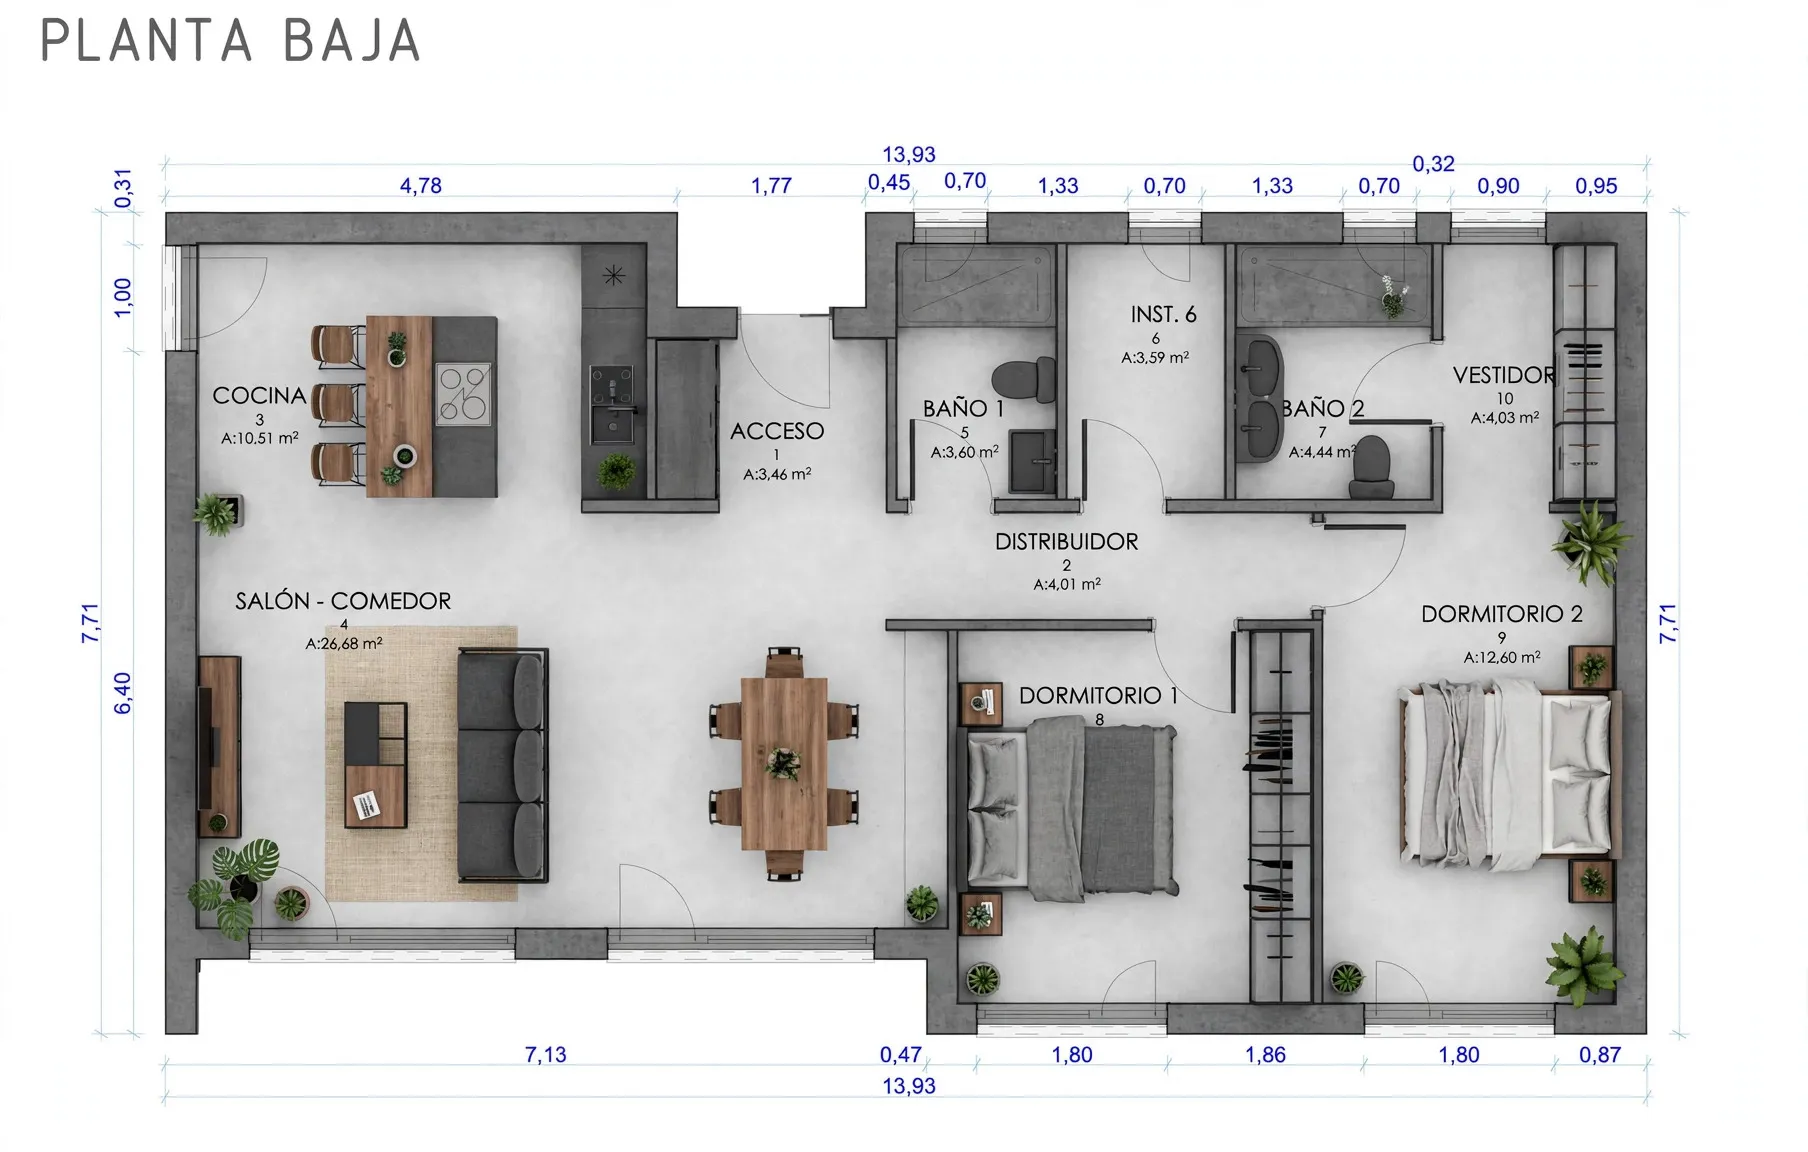 PLANTA BAJA
13,93
0,32
4,78
1,77
0,45
0,70
1,33
0,70
1,33
0,70
0,90
0,95
0,31
1,00
7,71
6,40
7,71
COCINA
3
A:10,51 m²
ACCESO
1
A:3,46 m²
BAÑO 1
5
A:3,60 m²
INST. 6
6
A:3,59 m²
BAÑO 2
7
A:4,44 m²
VESTIDOR
10
A:4,03 m²
DISTRIBUIDOR
2
A:4,01 m²
SALÓN - COMEDOR
4
A:26,68 m²
DORMITORIO 1
8
DORMITORIO 2
9
A:12,60 m²
7,13
0,47
1,80
1,86
1,80
0,87
13,93